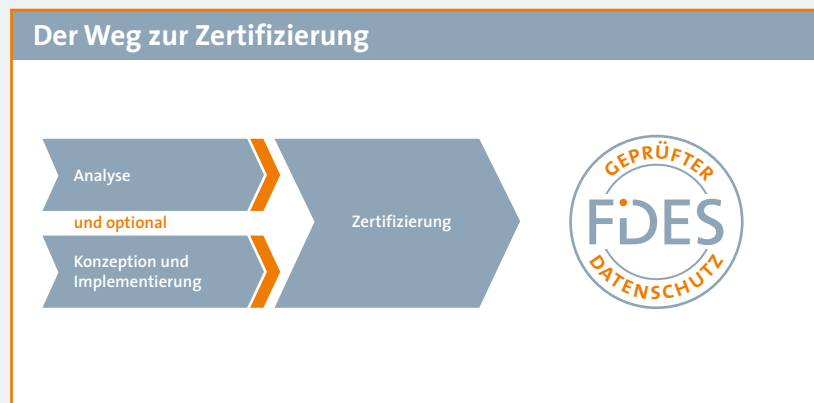 Der Weg zur Zertifizierung
Analyse
und optional
Konzeption und
Implementierung
Zertifizierung
GEPRÜFTER
FIDES
DATENSCHUTZ